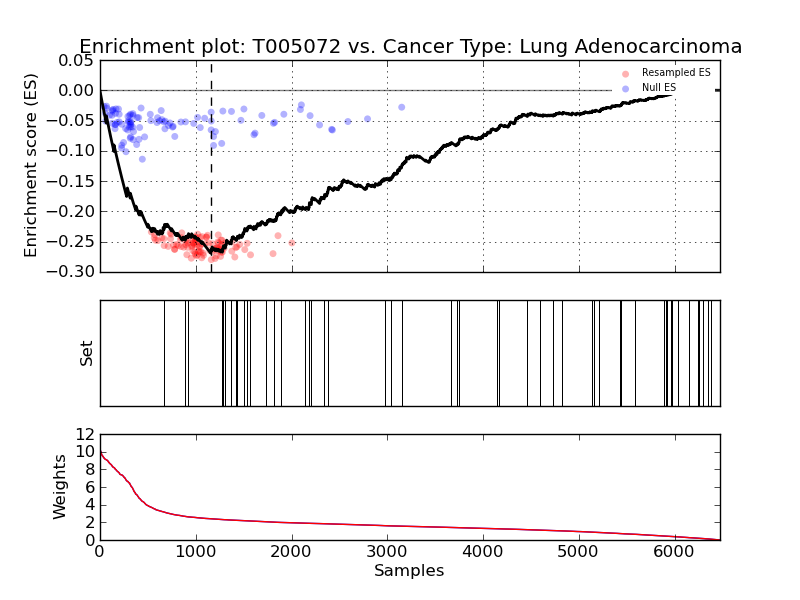 Enrichment plot: T005072 vs. Cancer Type: Lung Adenocarcinoma
Enrichment score (ES)
0.05
0.00
−0.05
−0.10
−0.15
−0.20
−0.25
−0.30
Resampled ES
Null ES
Set
Weights
12
10
8
6
4
2
0
0 1000 2000 3000 4000 5000 6000
Samples